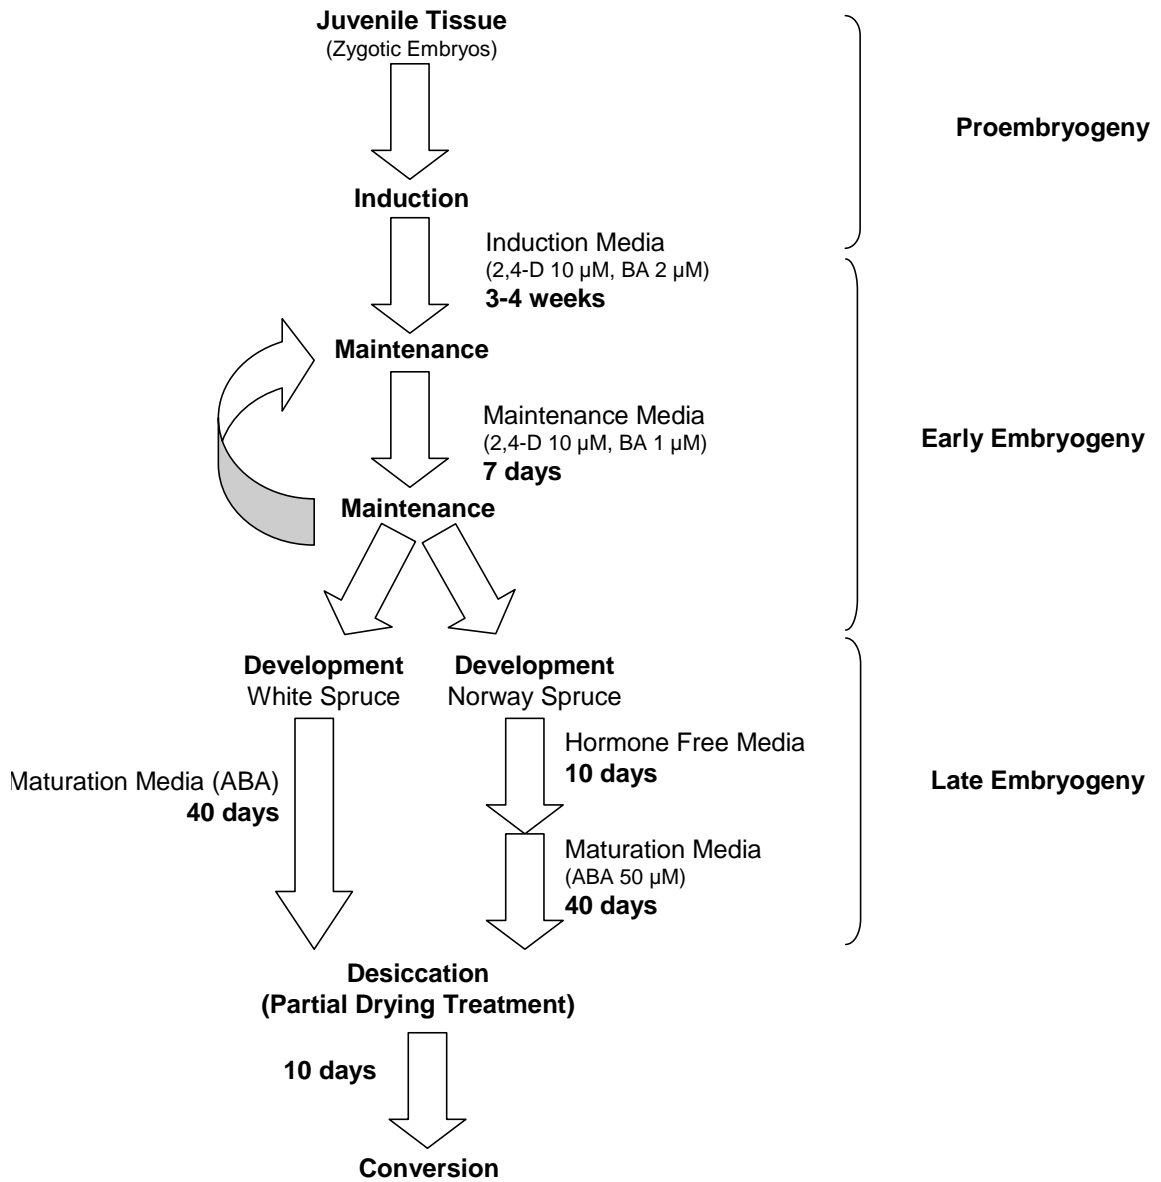 Juvenile Tissue
(Zygotic Embryos)
Proembryogeny
Induction
Induction Media
(2,4-D 10 µM, BA 2 µM)
3-4 weeks
Maintenance
Maintenance Media
(2,4-D 10 µM, BA 1 µM)
7 days
Early Embryogeny
Maintenance
Development
White Spruce
Development
Norway Spruce
Maturation Media (ABA)
40 days
Hormone Free Media
10 days
Maturation Media
(ABA 50 µM)
40 days
Late Embryogeny
Desiccation
(Partial Drying Treatment)
10 days
Conversion